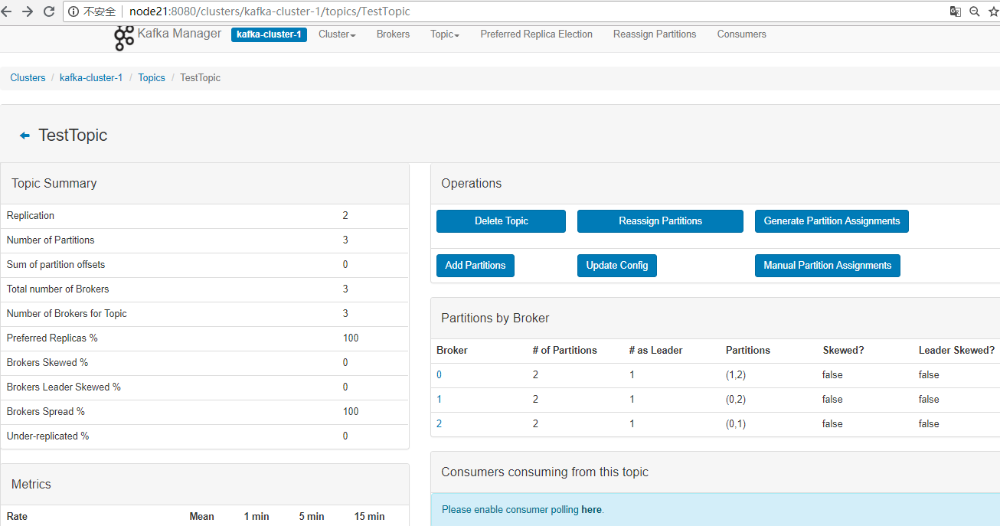 不安全 node21:8080/clusters/kafka-cluster-1/topics/TestTopic
Kafka Manager kafka-cluster-1 Cluster Brokers Topic Preferred Replica Election Reassign Partitions Consumers
Clusters / kafka-cluster-1 / Topics / TestTopic
TestTopic
Topic Summary
Replication 2
Number of Partitions 3
Sum of partition offsets 0
Total number of Brokers 3
Number of Brokers for Topic 3
Preferred Replicas % 100
Brokers Skewed % 0
Brokers Leader Skewed % 0
Brokers Spread % 100
Under-replicated % 0
Metrics
Rate Mean 1 min 5 min 15 min
Operations
Delete Topic Reassign Partitions Generate Partition Assignments
Add Partitions Update Config Manual Partition Assignments
Partitions by Broker
Broker # of Partitions # as Leader Partitions Skewed? Leader Skewed?
0 2 1 (1,2) false false
1 2 1 (0,2) false false
2 2 1 (0,1) false false
Consumers consuming from this topic
Please enable consumer polling here.